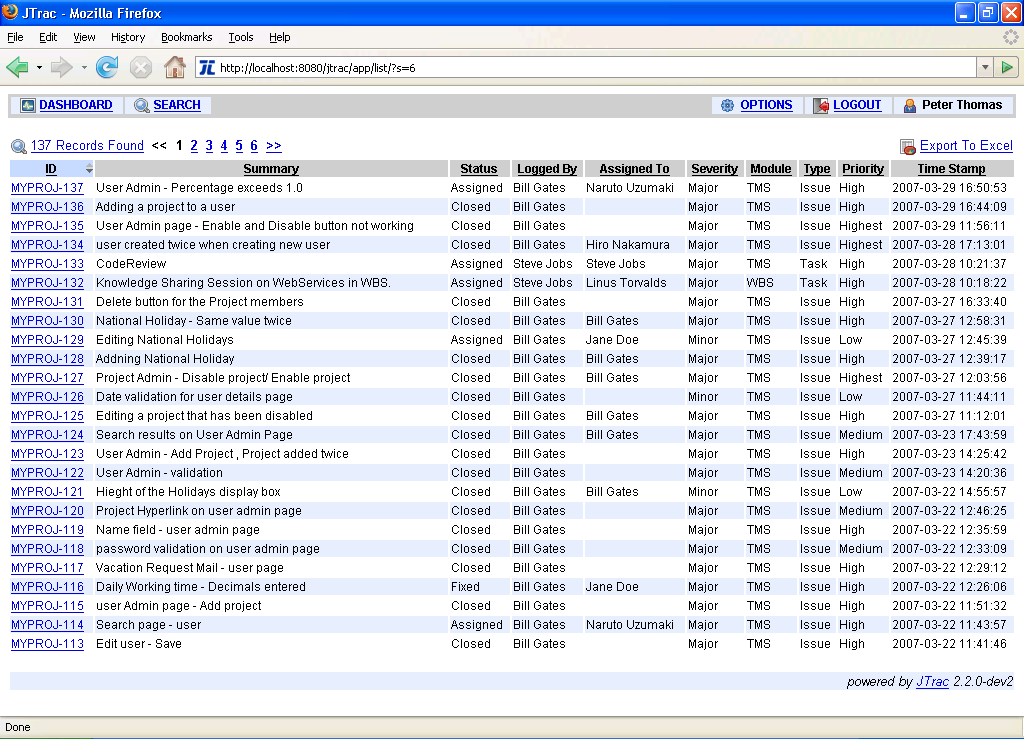 JTrac - Mozilla Firefox
File Edit View History Bookmarks Tools Help
http://localhost:8080/jtrac/app/list/?s=6
DASHBOARD SEARCH OPTIONS LOGOUT Peter Thomas
137 Records Found << 1 2 3 4 5 6 >> Export To Excel
ID Summary Status Logged By Assigned To Severity Module Type Priority Time Stamp
MYPROJ-137 User Admin - Percentage exceeds 1.0 Assigned Bill Gates Naruto Uzumaki Major TMS Issue High 2007-03-29 16:50:53
MYPROJ-136 Adding a project to a user Closed Bill Gates Major TMS Issue High 2007-03-29 16:44:09
MYPROJ-135 User Admin page - Enable and Disable button not working Closed Bill Gates Major TMS Issue Highest 2007-03-29 11:56:11
MYPROJ-134 user created twice when creating new user Closed Bill Gates Hiro Nakamura Major TMS Issue Highest 2007-03-28 17:13:01
MYPROJ-133 CodeReview Assigned Steve Jobs Steve Jobs Major TMS Task High 2007-03-28 10:21:37
MYPROJ-132 Knowledge Sharing Session on WebServices in WBS. Assigned Steve Jobs Linus Torvalds Major WBS Task High 2007-03-28 10:18:22
MYPROJ-131 Delete button for the Project members Closed Bill Gates Major TMS Issue High 2007-03-27 16:33:40
MYPROJ-130 National Holiday - Same value twice Closed Bill Gates Bill Gates Major TMS Issue High 2007-03-27 12:58:31
MYPROJ-129 Editing National Holidays Assigned Bill Gates Jane Doe Minor TMS Issue Low 2007-03-27 12:45:39
MYPROJ-128 Addning National Holiday Closed Bill Gates Bill Gates Major TMS Issue High 2007-03-27 12:39:17
MYPROJ-127 Project Admin - Disable project/ Enable project Closed Bill Gates Bill Gates Major TMS Issue Highest 2007-03-27 12:03:56
MYPROJ-126 Date validation for user details page Closed Bill Gates Minor TMS Issue Low 2007-03-27 11:44:11
MYPROJ-125 Editing a project that has been disabled Closed Bill Gates Bill Gates Major TMS Issue High 2007-03-27 11:12:01
MYPROJ-124 Search results on User Admin Page Closed Bill Gates Bill Gates Major TMS Issue Medium 2007-03-23 17:43:59
MYPROJ-123 User Admin - Add Project , Project added twice Closed Bill Gates Major TMS Issue High 2007-03-23 14:25:42
MYPROJ-122 User Admin - validation Closed Bill Gates Major TMS Issue Medium 2007-03-23 14:20:36
MYPROJ-121 Hieght of the Holidays display box Closed Bill Gates Bill Gates Minor TMS Issue Low 2007-03-22 14:55:57
MYPROJ-120 Project Hyperlink on user admin page Closed Bill Gates Major TMS Issue Medium 2007-03-22 12:46:25
MYPROJ-119 Name field - user admin page Closed Bill Gates Major TMS Issue High 2007-03-22 12:35:59
MYPROJ-118 password validation on user admin page Closed Bill Gates Major TMS Issue Medium 2007-03-22 12:33:09
MYPROJ-117 Vacation Request Mail - user page Closed Bill Gates Major TMS Issue High 2007-03-22 12:29:12
MYPROJ-116 Daily Working time - Decimals entered Fixed Bill Gates Jane Doe Major TMS Issue High 2007-03-22 12:26:06
MYPROJ-115 user Admin page - Add project Closed Bill Gates Major TMS Issue High 2007-03-22 11:51:32
MYPROJ-114 Search page - user Assigned Bill Gates Naruto Uzumaki Major TMS Issue High 2007-03-22 11:43:57
MYPROJ-113 Edit user - Save Closed Bill Gates Major TMS Issue High 2007-03-22 11:41:46
powered by JTrac 2.2.0-dev2
Done